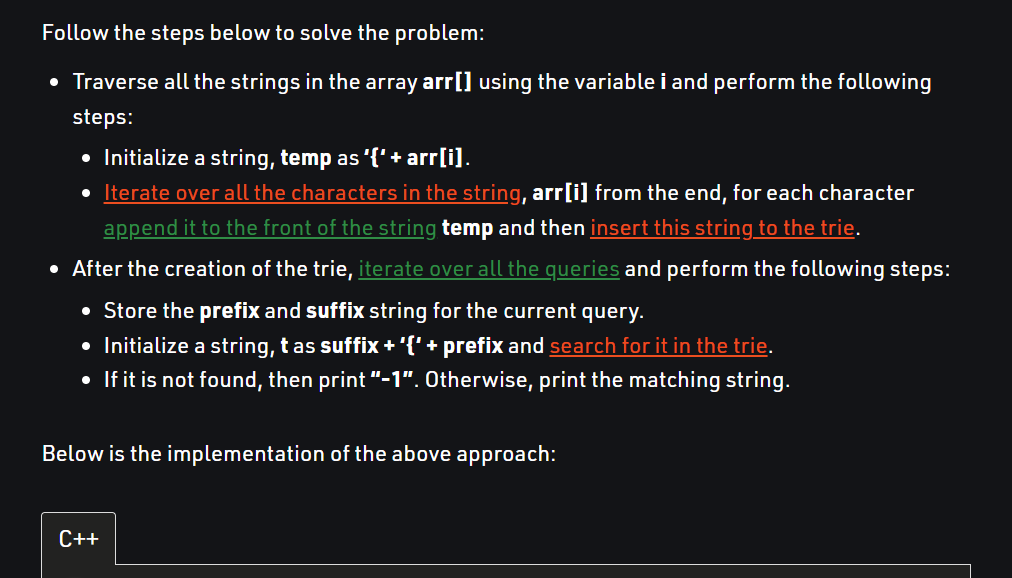 Follow the steps below to solve the problem:
• Traverse all the strings in the array arr[] using the variable i and perform the following
steps:
• Initialize a string, temp as ‘{‘ + arr[i].
• Iterate over all the characters in the string, arr[i] from the end, for each character
append it to the front of the string temp and then insert this string to the trie.
• After the creation of the trie, iterate over all the queries and perform the following steps:
• Store the prefix and suffix string for the current query.
• Initialize a string, t as suffix + ‘{‘ + prefix and search for it in the trie.
• If it is not found, then print “-1”. Otherwise, print the matching string.
Below is the implementation of the above approach:
C++